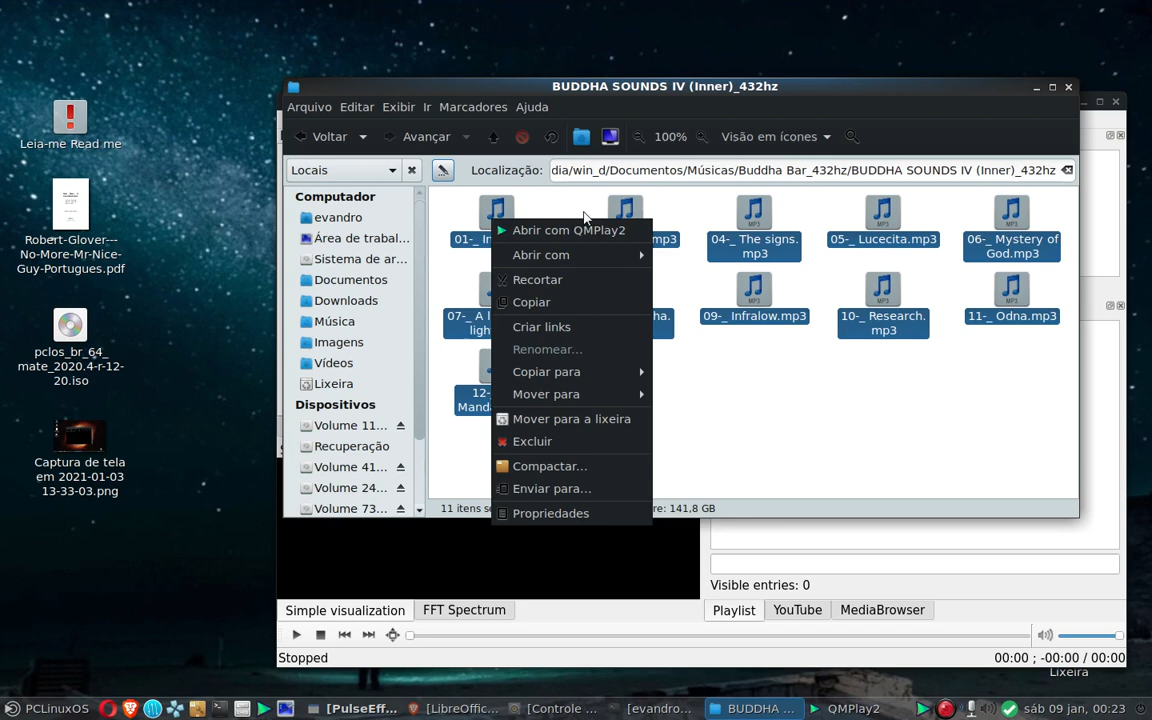 BUDDHA SOUNDS IV (Inner)_432hz
Arquivo Editar Exibir Ir Marcadores Ajuda
Voltar Avançar 100% Visão em ícones
Locais Localização: dia/win_d/Documentos/Músicas/Buddha Bar_432hz/BUDDHA SOUNDS IV (Inner)_432hz
Computador
evandro
Área de trabal...
Sistema de ar...
Documentos
Downloads
Música
Imagens
Vídeos
Lixeira
Dispositivos
Volume 11...
Recuperação
Volume 41...
Volume 24...
Volume 73...
mp3
04-_ The signs.
mp3
05-_ Lucecita.mp3
06-_ Mystery of
God.mp3
09-_ Infralow.mp3
10-_ Research.
mp3
11-_ Odna.mp3
Abrir com QMPlay2
Abrir com
Recortar
Copiar
Criar links
Renomear...
Copiar para
Mover para
Mover para a lixeira
Excluir
Compactar...
Enviar para...
Propriedades
11 itens re: 141,8 GB
Leia-me Read me
Robert-Glover---
No-More-Mr-Nice-
Guy-Portugues.pdf
pclos_br_64_
mate_2020.4-r-12-
20.iso
Captura de tela
em 2021-01-03
13-33-03.png
Visible entries: 0
Simple visualization FFT Spectrum Playlist YouTube MediaBrowser
Stopped 00:00 ; -00:00 / 00:00
Lixeira
PCLinuxOS [PulseEff... [LibreOffic... [Controle ... [evandro... BUDDHA ... QMPlay2 sáb 09 jan, 00:23